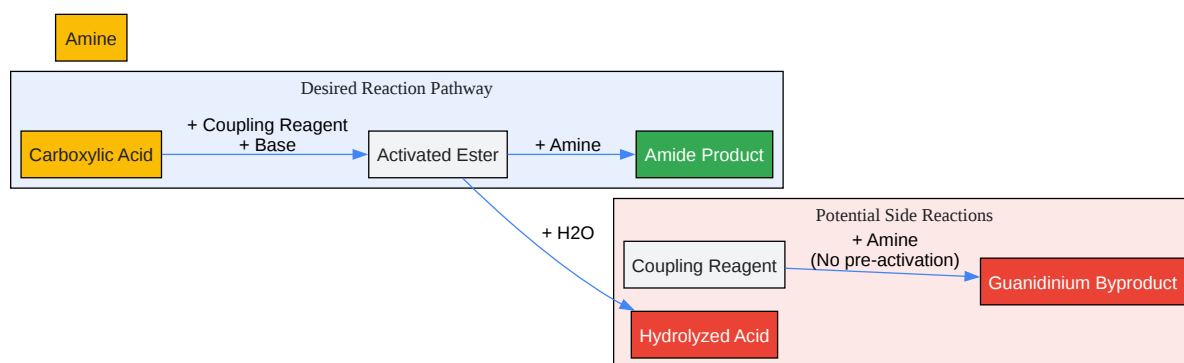 Amine
Desired Reaction Pathway
Carboxylic Acid
+ Coupling Reagent
+ Base
Activated Ester
+ Amine
Amide Product
+ H2O
Potential Side Reactions
Coupling Reagent
+ Amine
(No pre-activation)
Guanidinium Byproduct
Hydrolyzed Acid